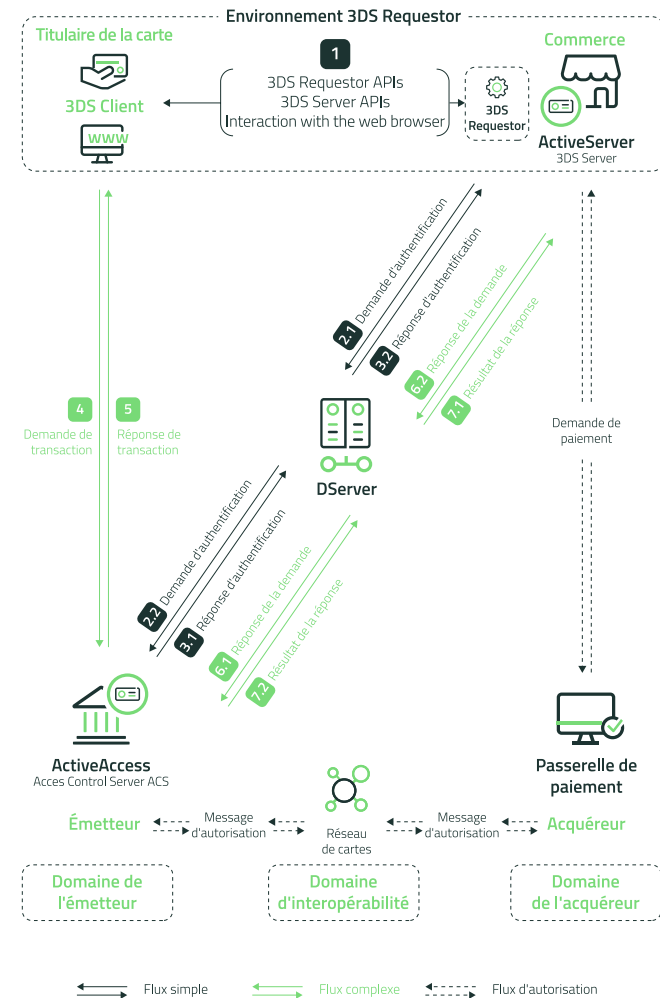 Environnement 3DS Requestor
Titulaire de la carte
Commerce
1
3DS Requestor APIs
3DS Server APIs
Interaction with the web browser
3DS Client
www
3DS
Requestor
ActiveServer
3DS Server
2.1 Demande d'authentification
3.2 Réponse d'authentification
6.2 Réponse de la demande
7.1 Résultat de la réponse
4
Demande de
transaction
5
Réponse de
transaction
Demande de
paiement
DServer
2.2 Demande d'authentification
3.1 Réponse d'authentification
6.1 Réponse de la demande
7.2 Résultat de la réponse
ActiveAccess
Acces Control Server ACS
Passerelle de
paiement
Émetteur
Message
d'autorisation
Réseau
de cartes
Message
d'autorisation
Acquéreur
Domaine de
l'émetteur
Domaine
d'interopérabilité
Domaine
de l'acquéreur
Flux simple
Flux complexe
Flux d'autorisation